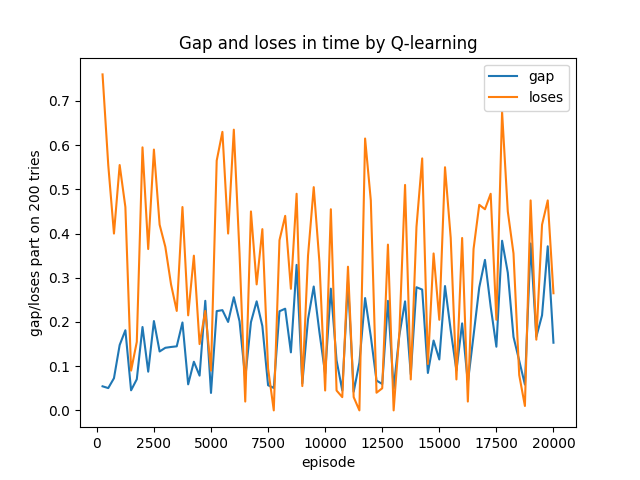 Gap and loses in time by Q-learning
gap
loses
gap/loses part on 200 tries
0.7
0.6
0.5
0.4
0.3
0.2
0.1
0.0
0 2500 5000 7500 10000 12500 15000 17500 20000
episode